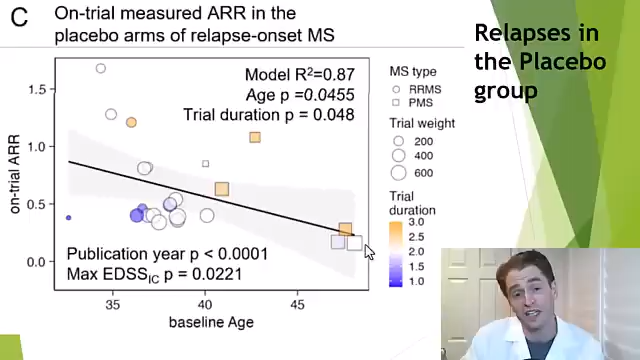 C On-trial measured ARR in the
placebo arms of relapse-onset MS
Relapses in
the Placebo
group
Model R²=0.87
Age p =0.0455
Trial duration p = 0.048
Publication year p < 0.0001
Max EDSS_IC p = 0.0221
on-trial ARR
1.5
1.0
0.5
0.0
35
40
45
baseline Age
MS type
RRMS
PMS
Trial weight
200
400
600
Trial
duration
3.0
2.5
2.0
1.5
1.0